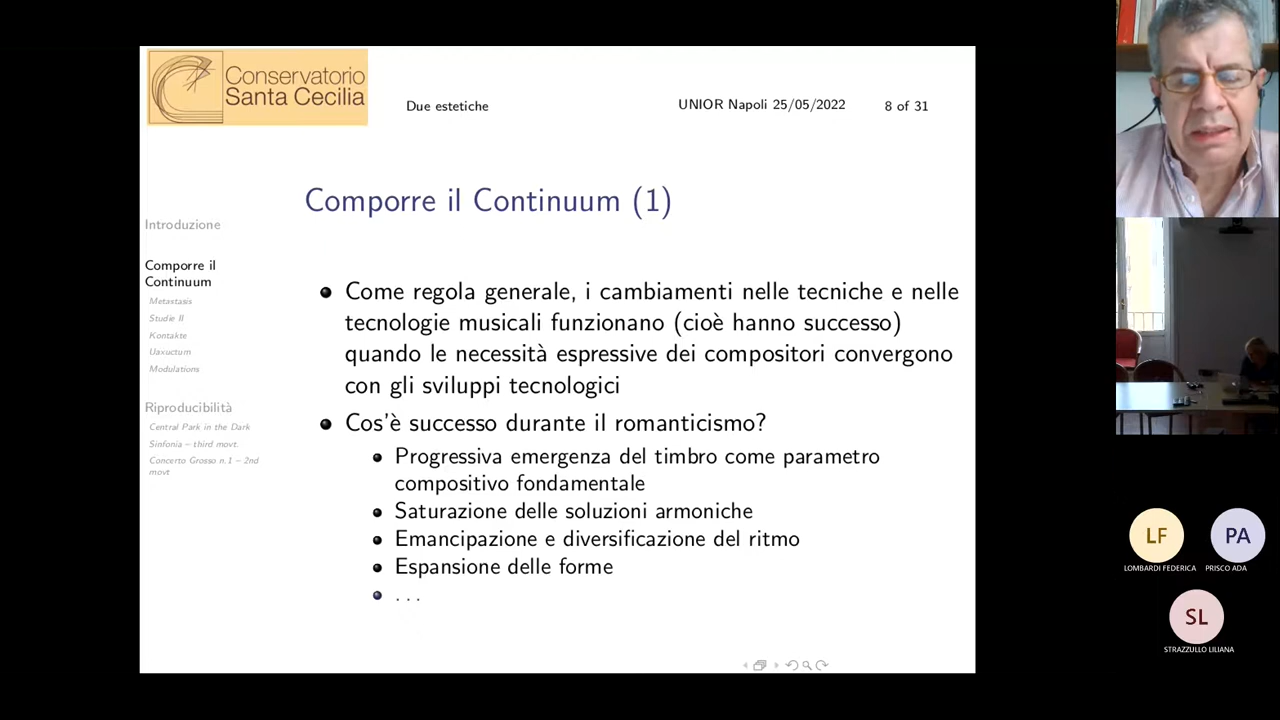 Conservatorio
Santa Cecilia
Due estetiche
UNIOR Napoli 25/05/2022
8 of 31
Comporre il Continuum (1)
Introduzione
Comporre il
Continuum
Metastasis
Studie II
Kontakte
Uaxuctum
Modulations
Riproducibilità
Central Park in the Dark
Sinfonia – third movt.
Concerto Grosso n.1 – 2nd
movt
Come regola generale, i cambiamenti nelle tecniche e nelle
tecnologie musicali funzionano (cioè hanno successo)
quando le necessità espressive dei compositori convergono
con gli sviluppi tecnologici
Cos'è successo durante il romanticismo?
Progressiva emergenza del timbro come parametro
compositivo fondamentale
Saturazione delle soluzioni armoniche
Emancipazione e diversificazione del ritmo
Espansione delle forme
...
LF
LOMBARDI FEDERICA
PA
PRISCO ADA
SL
STRAZZULLO LILIANA